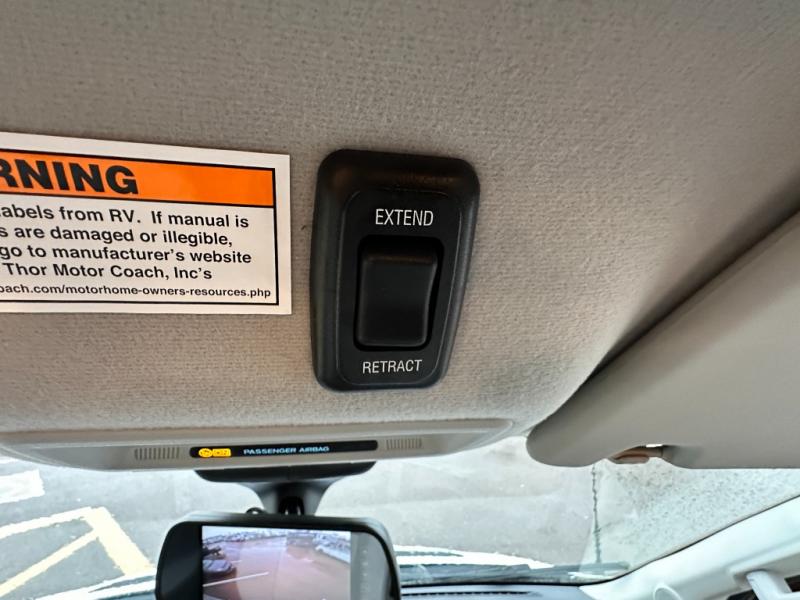 RNING
labels from RV. If manual is
s are damaged or illegible,
go to manufacturer's website
Thor Motor Coach, Inc's
oach.com/motorhome-owners-resources.php
EXTEND
RETRACT
PASSENGER AIRBAG